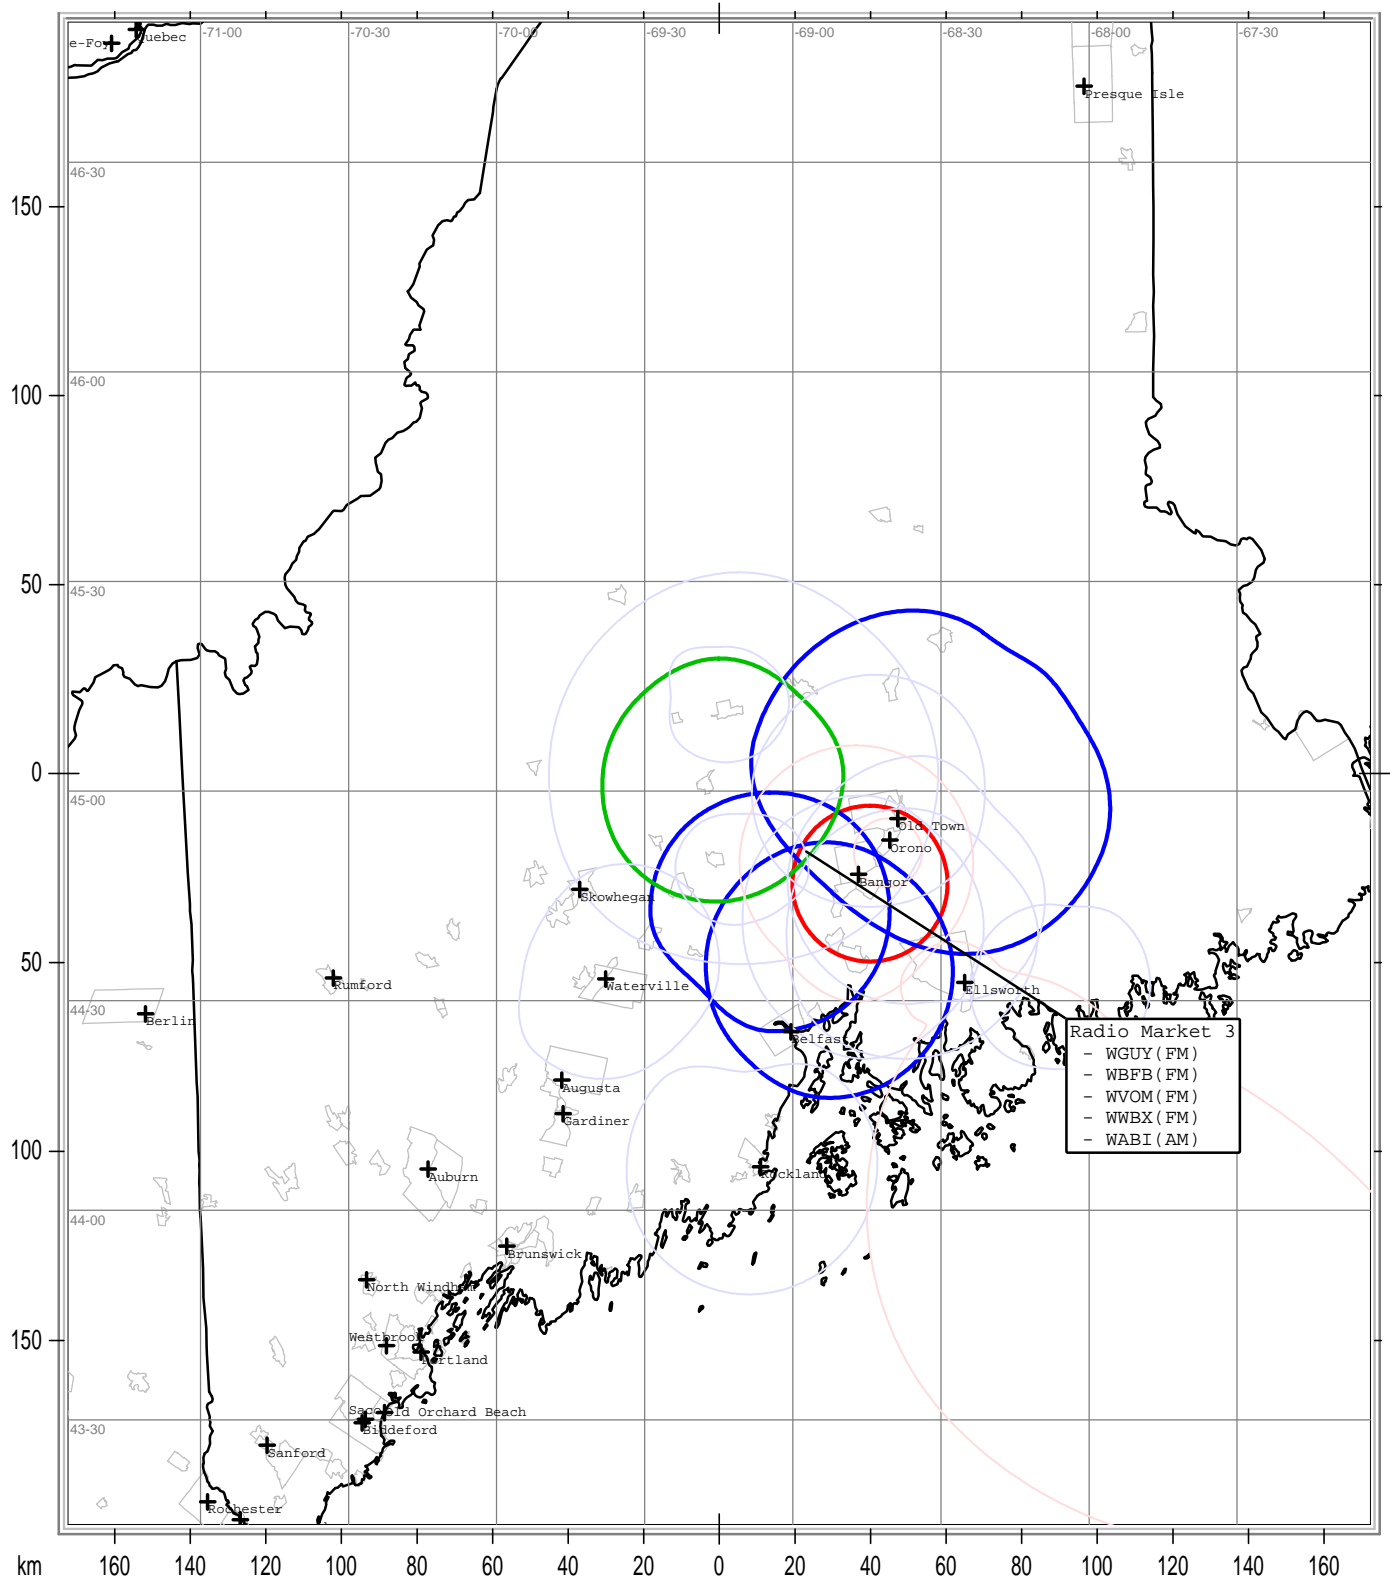 -71-00
-70-30
-70-00
-69-30
-69-00
-68-30
-68-00
-67-30
e-Foy
Quebec
Presque Isle
46-30
150
46-00
100
45-30
50
0
45-00
Old Town
Orono
Bangor
Skowhegan
50
Rumford
Waterville
Ellsworth
44-30
Berlin
Belfast
Radio Market 3
- WGUY(FM)
- WBFB(FM)
- WVOM(FM)
- WWBX(FM)
- WABI(AM)
Augusta
Gardiner
100
Auburn
Rockland
44-00
Brunswick
North Windham
150
Westbrook
Portland
Saco
Old Orchard Beach
43-30
Biddeford
Sanford
Rochester
km 160 140 120 100 80 60 40 20 0 20 40 60 80 100 120 140 160